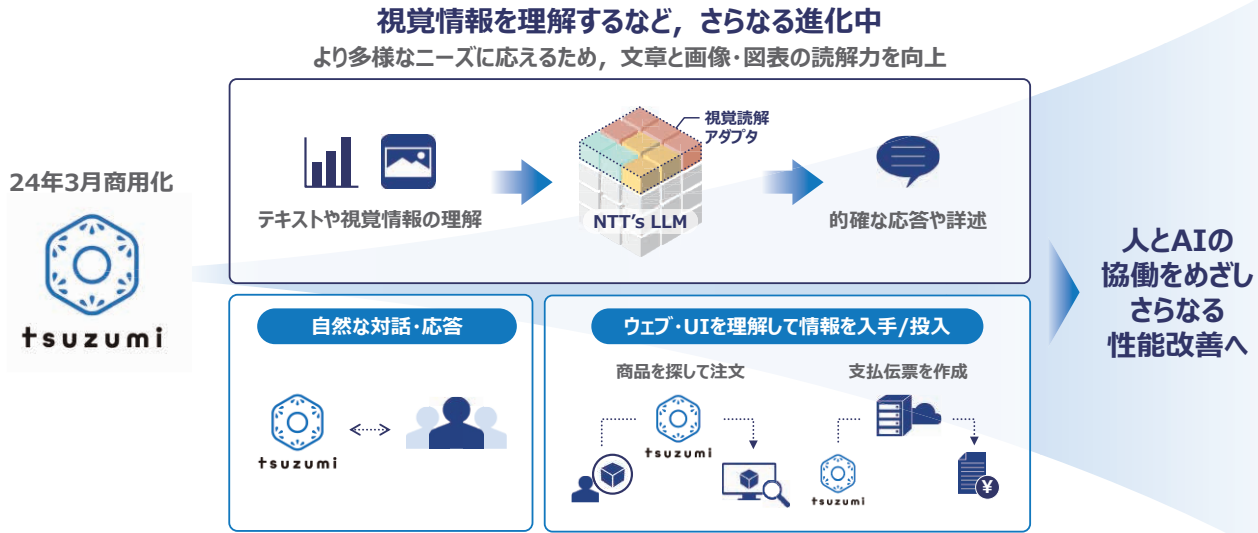 視覚情報を理解するなど，さらなる進化中
より多様なニーズに応えるため，文章と画像・図表の読解力を向上
24年3月商用化
tsuzumi
テキストや視覚情報の理解
視覚読解
アダプタ
NTT's LLM
的確な応答や詳述
自然な対話・応答
tsuzumi
ウェブ・UIを理解して情報を入手/投入
商品を探して注文
tsuzumi
支払伝票を作成
tsuzumi
¥
人とAIの
協働をめざし
さらなる
性能改善へ